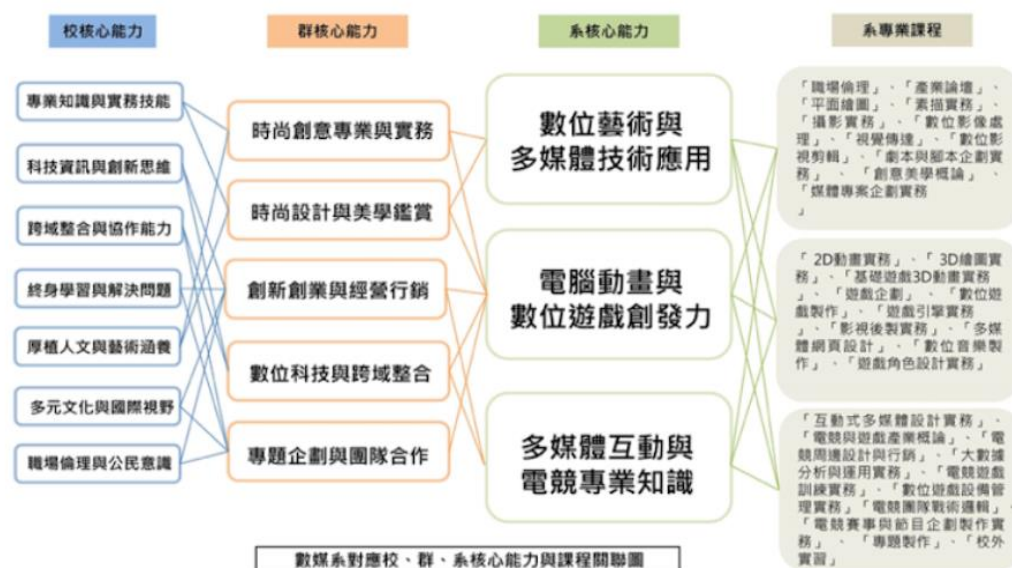 校核心能力
群核心能力
系核心能力
系專業課程
專業知識與實務技能
科技資訊與創新思維
跨域整合與協作能力
終身學習與解決問題
厚植人文與藝術涵養
多元文化與國際視野
職場倫理與公民意識
時尚創意專業與實務
時尚設計與美學鑑賞
創新創業與經營行銷
數位科技與跨域整合
專題企劃與團隊合作
數位藝術與
多媒體技術應用
電腦動畫與
數位遊戲創發力
多媒體互動與
電競專業知識
「職場倫理」、「產業論壇」、
「平面繪圖」、「素描實務」、
「攝影實務」、「數位影像處
理」、「視覺傳達」、「數位影
視剪輯」、「劇本與腳本企劃實
務」、「創意美學概論」、
「媒體專案企劃實務
」
「 2D動畫實務」、「 3D繪圖實
務」、「基礎遊戲3D動畫實務
」、「遊戲企劃」、「數位遊
戲製作」、「遊戲引擎實務
」、「影視後製實務」、「多媒
體網頁設計」、「數位音樂製
作」、「遊戲角色設計實務」
「互動式多媒體設計實務」、
「電競與遊戲產業概論」、「電
競周邊設計與行銷」、「大數據
分析與運用實務」、「電競遊戲
訓練實務」、「數位遊戲設備管
理實務」「電競團隊戰術邏輯」、
「電競賽事與節目企劃製作實
務」、「專題製作」、「校外
實習」
數媒系對應校、群、系核心能力與課程關聯圖